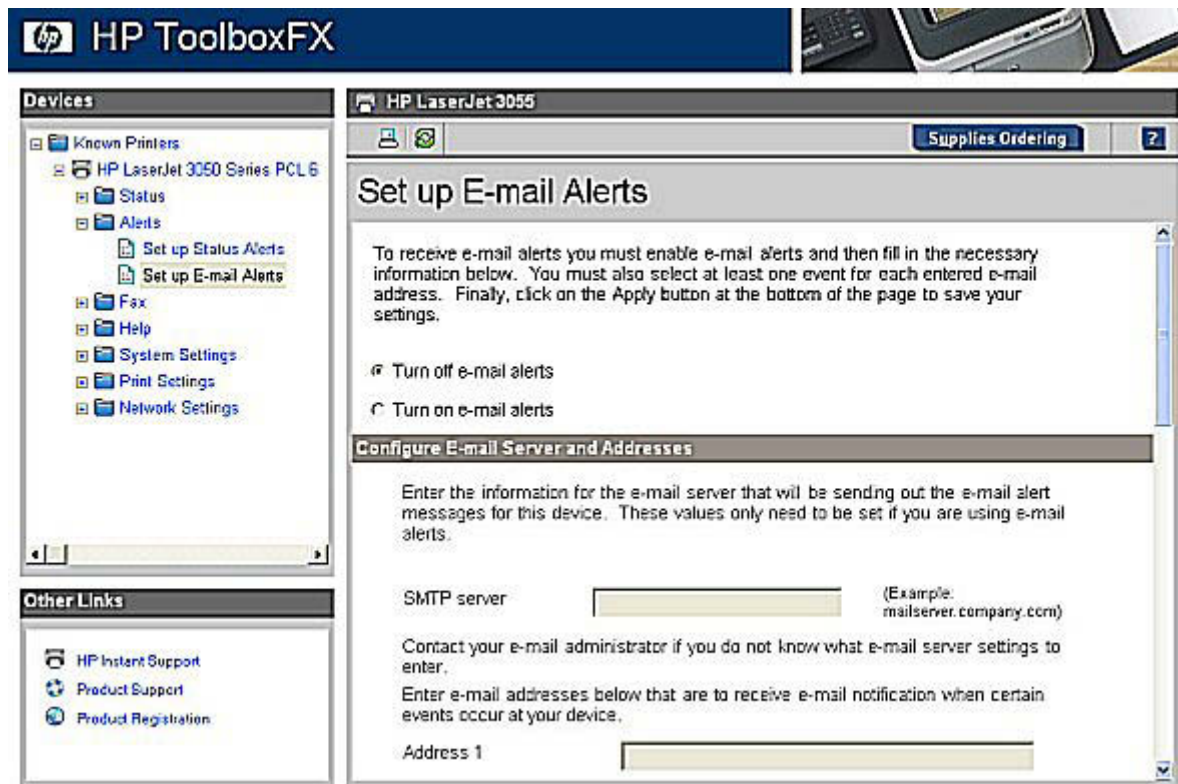 hp HP ToolboxFX
Devices
Known Printers
HP LaserJet 3050 Series PCL 6
Status
Alerts
Set up Status Alerts
Set up E-mail Alerts
Fax
Help
System Settings
Print Settings
Network Settings
Other Links
HP Instant Support
Product Support
Product Registration
HP LaserJet 3055
Supplies Ordering ?
Set up E-mail Alerts
To receive e-mail alerts you must enable e-mail alerts and then fill in the necessary
information below. You must also select at least one event for each entered e-mail
address. Finally, click on the Apply button at the bottom of the page to save your
settings.
Turn off e-mail alerts
Turn on e-mail alerts
Configure E-mail Server and Addresses
Enter the information for the e-mail server that will be sending out the e-mail alert
messages for this device. These values only need to be set if you are using e-mail
alerts.
SMTP server (Example:
mailserver.company.com)
Contact your e-mail administrator if you do not know what e-mail server settings to
enter.
Enter e-mail addresses below that are to receive e-mail notification when certain
events occur at your device.
Address 1